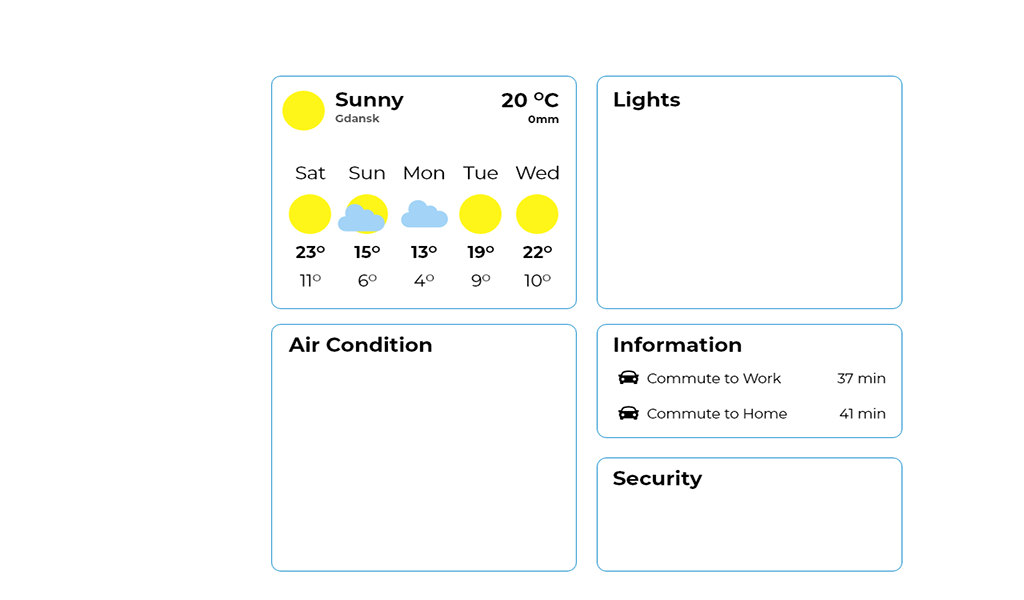 Sunny
Gdansk
20 °C
0mm
Sat Sun Mon Tue Wed
23° 15° 13° 19° 22°
11° 6° 4° 9° 10°
Lights
Air Condition
Information
Commute to Work 37 min
Commute to Home 41 min
Security